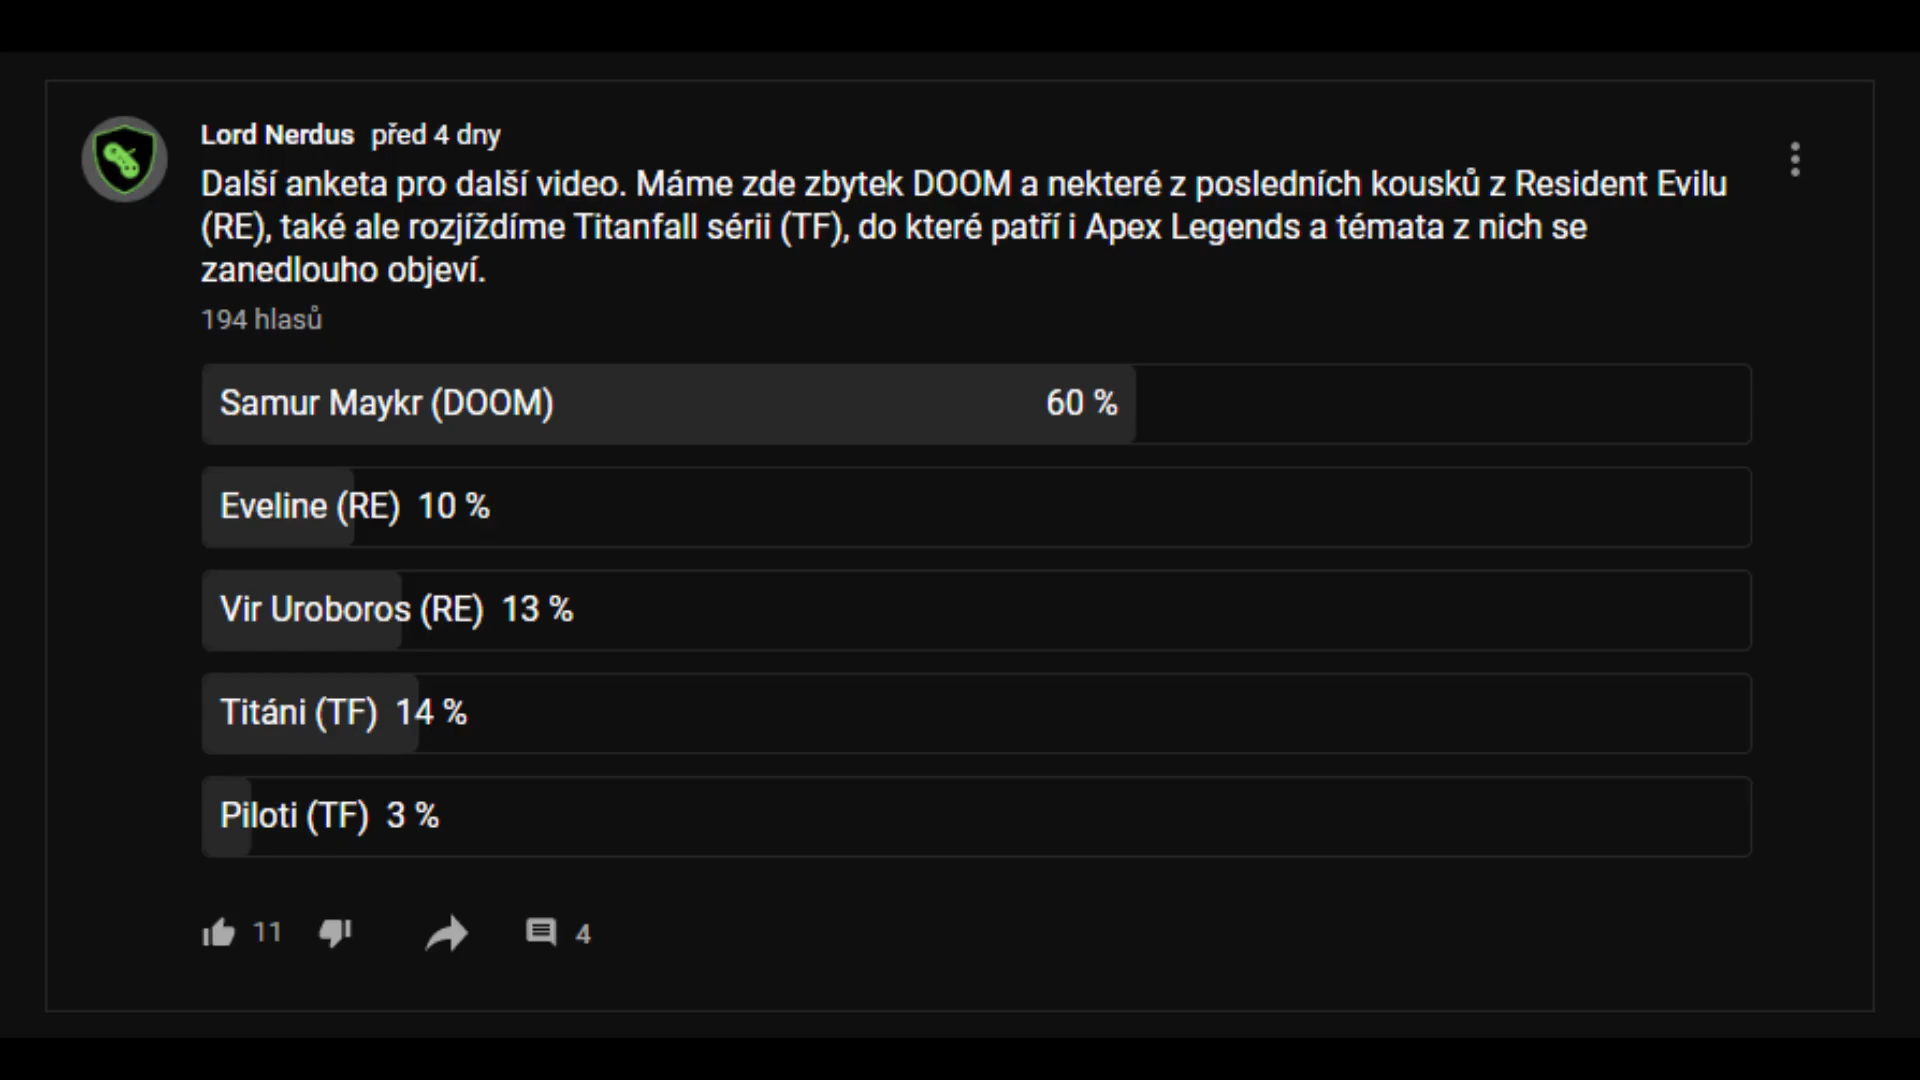 Lord Nerdus před 4 dny
Další anketa pro další video. Máme zde zbytek DOOM a nekteré z posledních kousků z Resident Evilu
(RE), také ale rozjíždíme Titanfall sérii (TF), do které patří i Apex Legends a témata z nich se
zanedlouho objeví.
194 hlasů
Samur Maykr (DOOM) 60 %
Eveline (RE) 10 %
Vir Uroboros (RE) 13 %
Titáni (TF) 14 %
Piloti (TF) 3 %
11 4